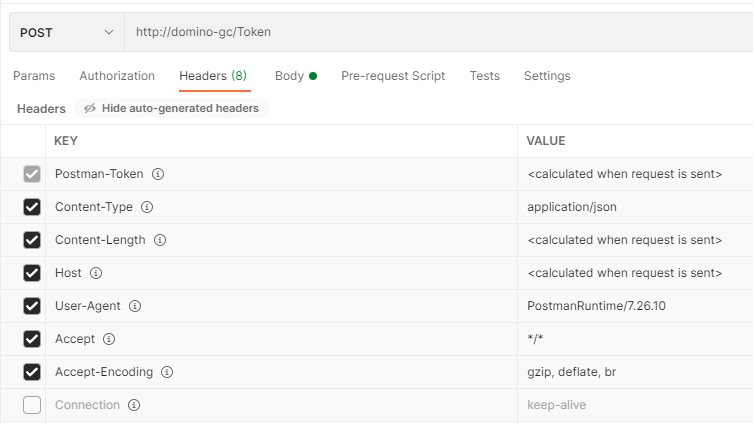 POST http://domino-gc/Token
Params Authorization Headers (8) Body Pre-request Script Tests Settings
Headers Hide auto-generated headers
KEY VALUE
Postman-Token <calculated when request is sent>
Content-Type application/json
Content-Length <calculated when request is sent>
Host <calculated when request is sent>
User-Agent PostmanRuntime/7.26.10
Accept */*
Accept-Encoding gzip, deflate, br
Connection keep-alive